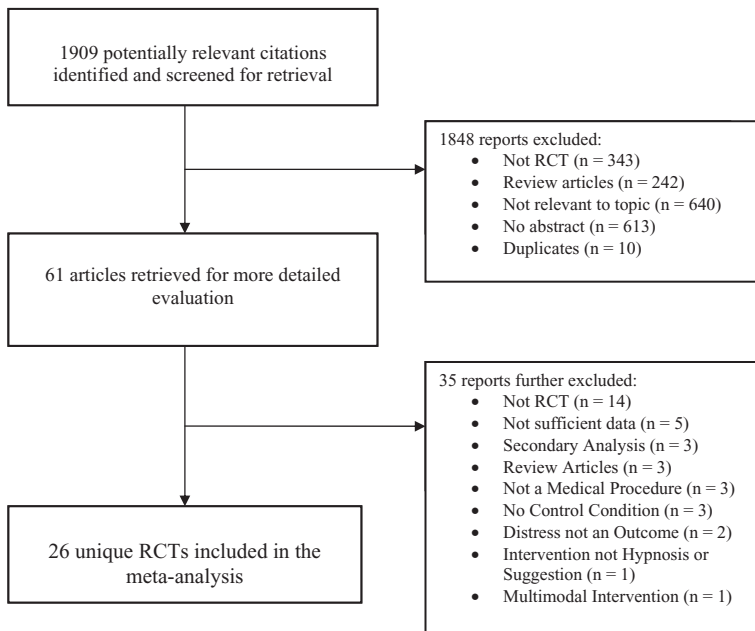 1909 potentially relevant citations
identified and screened for retrieval
1848 reports excluded:
• Not RCT (n = 343)
• Review articles (n = 242)
• Not relevant to topic (n = 640)
• No abstract (n = 613)
• Duplicates (n = 10)
61 articles retrieved for more detailed
evaluation
35 reports further excluded:
• Not RCT (n = 14)
• Not sufficient data (n = 5)
• Secondary Analysis (n = 3)
• Review Articles (n = 3)
• Not a Medical Procedure (n = 3)
• No Control Condition (n = 3)
• Distress not an Outcome (n = 2)
• Intervention not Hypnosis or
Suggestion (n = 1)
• Multimodal Intervention (n = 1)
26 unique RCTs included in the
meta-analysis